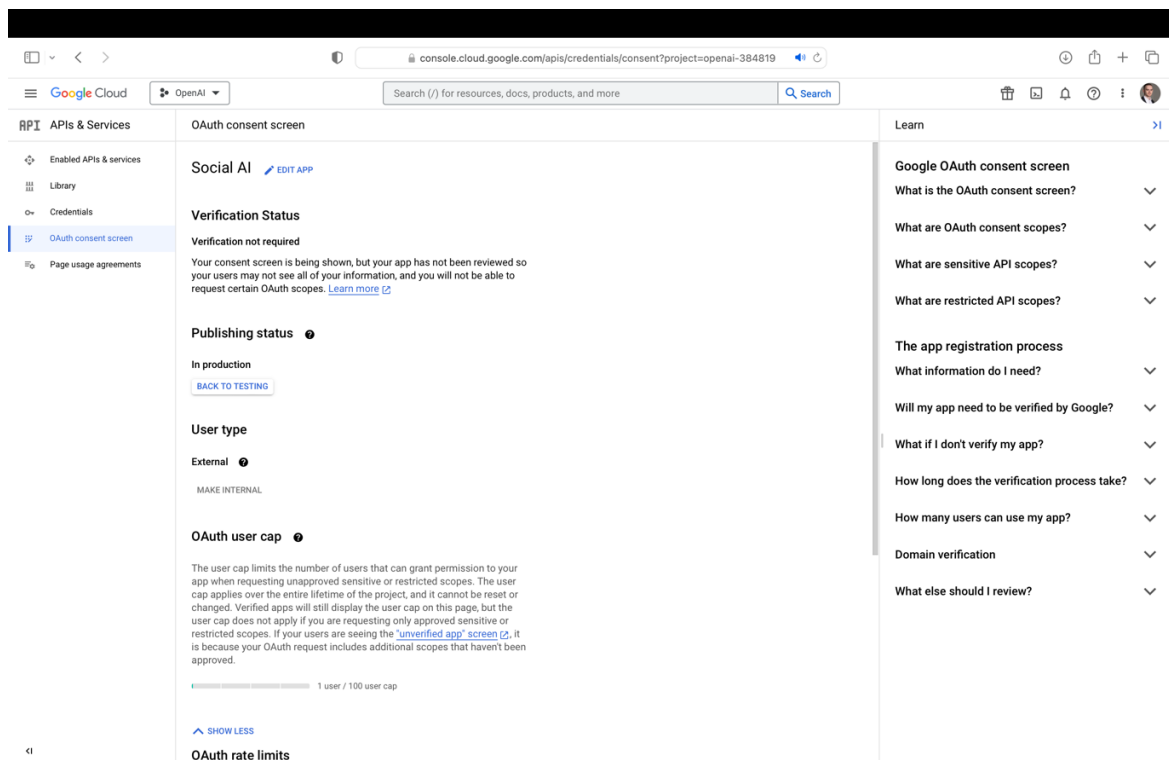 console.cloud.google.com/apis/credentials/consent?project=openai-384819
Google Cloud
OpenAI
Search (/) for resources, docs, products, and more
Search
API APIs & Services
Enabled APIs & services
Library
Credentials
OAuth consent screen
Page usage agreements
OAuth consent screen
Social AI
EDIT APP
Verification Status
Verification not required
Your consent screen is being shown, but your app has not been reviewed so
your users may not see all of your information, and you will not be able to
request certain OAuth scopes. Learn more
Publishing status
In production
BACK TO TESTING
User type
External
MAKE INTERNAL
OAuth user cap
The user cap limits the number of users that can grant permission to your
app when requesting unapproved sensitive or restricted scopes. The user
cap applies over the entire lifetime of the project, and it cannot be reset or
changed. Verified apps will still display the user cap on this page, but the
user cap does not apply if you are requesting only approved sensitive or
restricted scopes. If your users are seeing the "unverified app" screen, it
is because your OAuth request includes additional scopes that haven't been
approved.
1 user / 100 user cap
SHOW LESS
OAuth rate limits
Learn
Google OAuth consent screen
What is the OAuth consent screen?
What are OAuth consent scopes?
What are sensitive API scopes?
What are restricted API scopes?
The app registration process
What information do I need?
Will my app need to be verified by Google?
What if I don't verify my app?
How long does the verification process take?
How many users can use my app?
Domain verification
What else should I review?